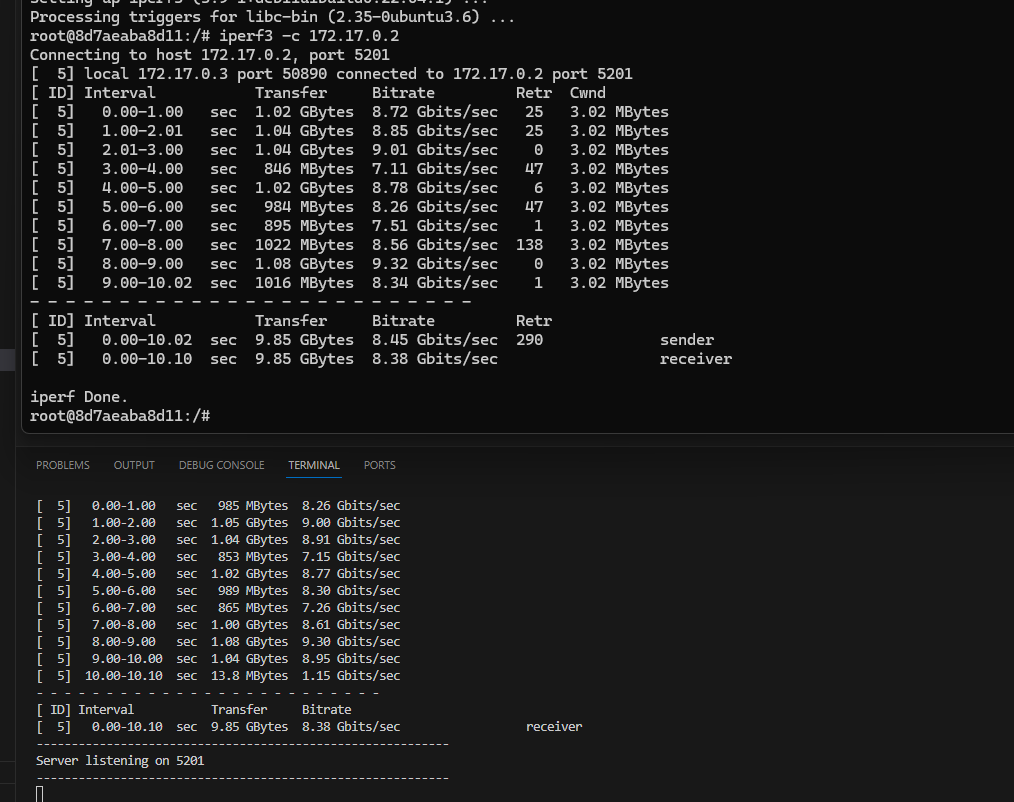 Processing triggers for libc-bin (2.35-0ubuntu3.6) ...
root@8d7aeaba8d11:/# iperf3 -c 172.17.0.2
Connecting to host 172.17.0.2, port 5201
[  5] local 172.17.0.3 port 50890 connected to 172.17.0.2 port 5201
[ ID] Interval           Transfer     Bitrate         Retr  Cwnd
[  5]   0.00-1.00   sec  1.02 GBytes  8.72 Gbits/sec   25   3.02 MBytes
[  5]   1.00-2.01   sec  1.04 GBytes  8.85 Gbits/sec   25   3.02 MBytes
[  5]   2.01-3.00   sec  1.04 GBytes  9.01 Gbits/sec    0   3.02 MBytes
[  5]   3.00-4.00   sec   846 MBytes  7.11 Gbits/sec   47   3.02 MBytes
[  5]   4.00-5.00   sec  1.02 GBytes  8.78 Gbits/sec    6   3.02 MBytes
[  5]   5.00-6.00   sec   984 MBytes  8.26 Gbits/sec   47   3.02 MBytes
[  5]   6.00-7.00   sec   895 MBytes  7.51 Gbits/sec    1   3.02 MBytes
[  5]   7.00-8.00   sec  1022 MBytes  8.56 Gbits/sec  138   3.02 MBytes
[  5]   8.00-9.00   sec  1.08 GBytes  9.32 Gbits/sec    0   3.02 MBytes
[  5]   9.00-10.02  sec  1016 MBytes  8.34 Gbits/sec    1   3.02 MBytes
- - - - - - - - - - - - - - - - - - - - - - - - -
[ ID] Interval           Transfer     Bitrate         Retr
[  5]   0.00-10.02  sec  9.85 GBytes  8.45 Gbits/sec  290             sender
[  5]   0.00-10.10  sec  9.85 GBytes  8.38 Gbits/sec                  receiver
iperf Done.
root@8d7aeaba8d11:/#
PROBLEMS OUTPUT DEBUG CONSOLE TERMINAL PORTS
[  5]   0.00-1.00   sec   985 MBytes  8.26 Gbits/sec
[  5]   1.00-2.00   sec  1.05 GBytes  9.00 Gbits/sec
[  5]   2.00-3.00   sec  1.04 GBytes  8.91 Gbits/sec
[  5]   3.00-4.00   sec   853 MBytes  7.15 Gbits/sec
[  5]   4.00-5.00   sec  1.02 GBytes  8.77 Gbits/sec
[  5]   5.00-6.00   sec   989 MBytes  8.30 Gbits/sec
[  5]   6.00-7.00   sec   865 MBytes  7.26 Gbits/sec
[  5]   7.00-8.00   sec  1.00 GBytes  8.61 Gbits/sec
[  5]   8.00-9.00   sec  1.08 GBytes  9.30 Gbits/sec
[  5]   9.00-10.00  sec  1.04 GBytes  8.95 Gbits/sec
[  5]  10.00-10.10  sec  13.8 MBytes  1.15 Gbits/sec
- - - - - - - - - - - - - - - - - - - - - - - - -
[ ID] Interval           Transfer     Bitrate
[  5]   0.00-10.10  sec  9.85 GBytes  8.38 Gbits/sec                  receiver
-----------------------------------------------------------
Server listening on 5201
-----------------------------------------------------------